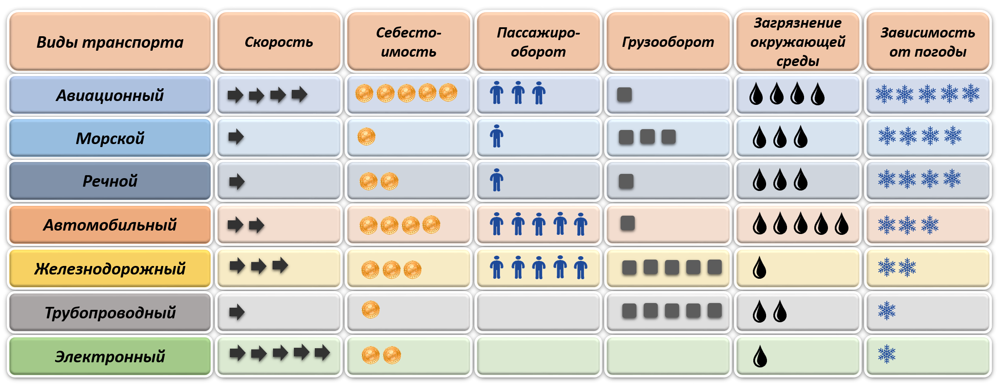 Виды транспорта
Скорость
Себесто-
имость
Пассажиро-
оборот
Грузооборот
Загрязнение
окружающей
среды
Зависимость
от погоды
Авиационный
Морской
Речной
Автомобильный
Железнодорожный
Трубопроводный
Электронный